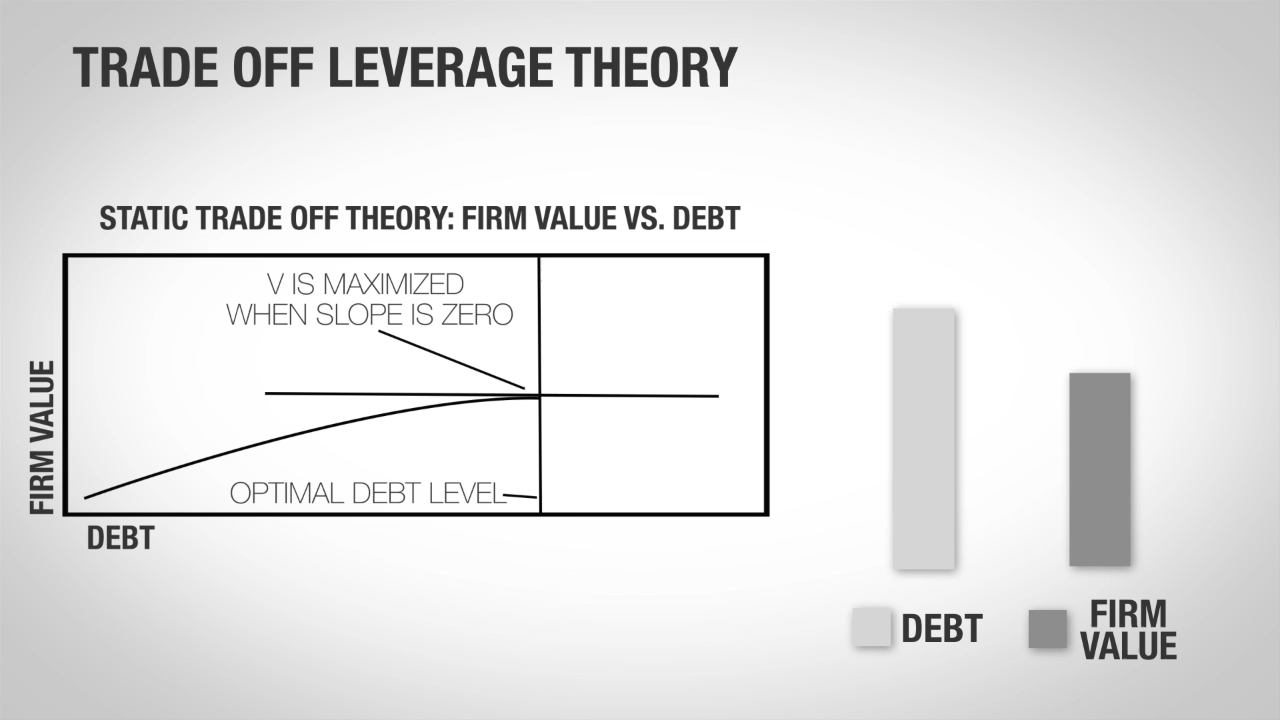 TRADE OFF LEVERAGE THEORY
STATIC TRADE OFF THEORY: FIRM VALUE VS. DEBT
V IS MAXIMIZED
WHEN SLOPE IS ZERO
FIRM VALUE
OPTIMAL DEBT LEVEL
DEBT
DEBT
FIRM
VALUE